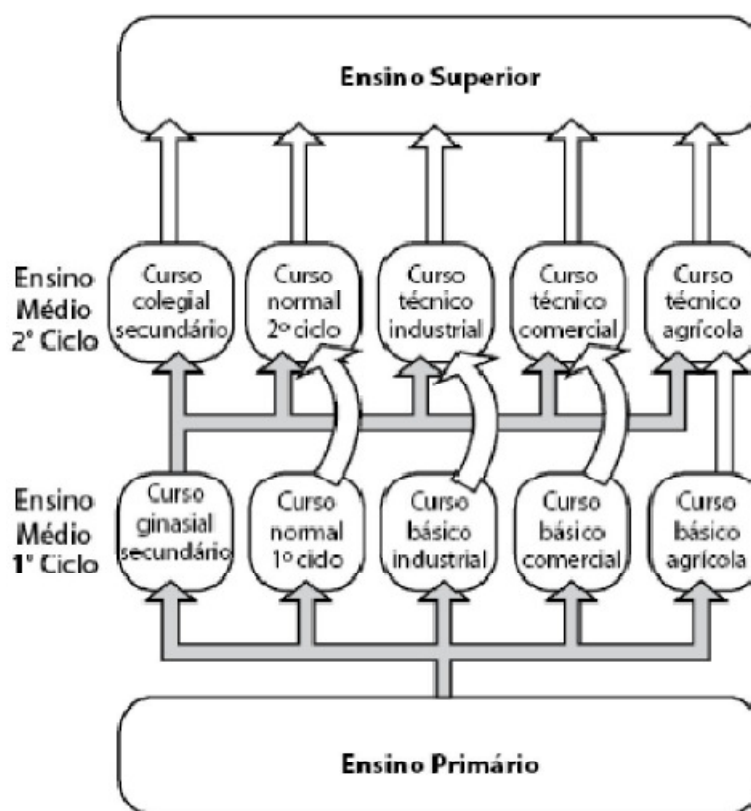 Ensino Superior
Ensino
Médio
2° Ciclo
Curso
colegial
secundário
Curso
normal
2º ciclo
Curso
técnico
industrial
Curso
técnico
comercial
Curso
técnico
agrícola
Ensino
Médio
1° Ciclo
Curso
ginasial
secundário
Curso
normal
1º ciclo
Curso
básico
industrial
Curso
básico
comercial
Curso
básico
agrícola
Ensino Primário